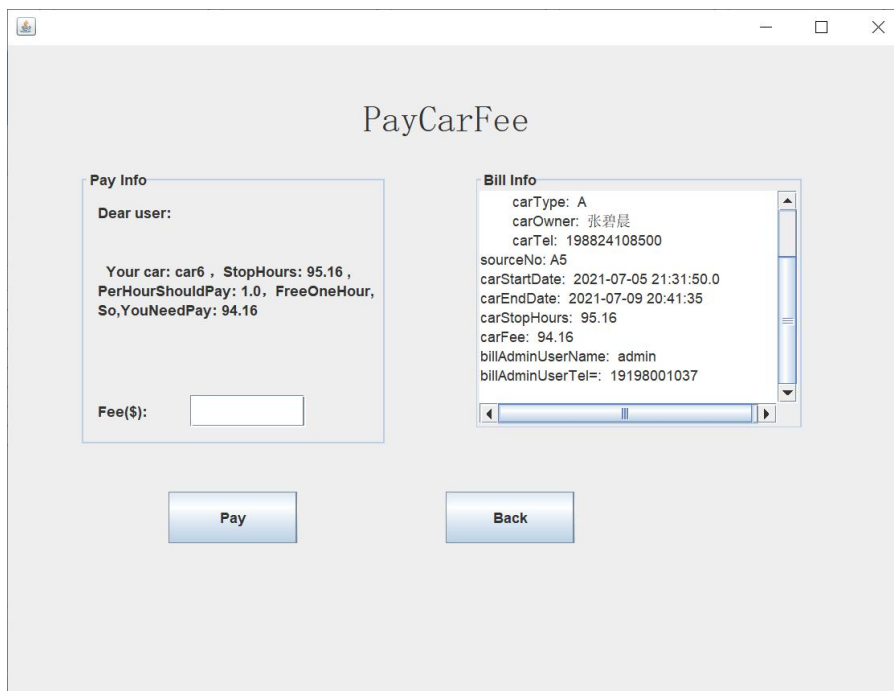 PayCarFee
Pay Info
Dear user:
Your car: car6 ,  StopHours: 95.16 ,
PerHourShouldPay: 1.0，FreeOneHour,
So,YouNeedPay: 94.16
Fee($):
Bill Info
carType: A
carOwner: 张碧晨
carTel: 198824108500
sourceNo: A5
carStartDate: 2021-07-05 21:31:50.0
carEndDate: 2021-07-09 20:41:35
carStopHours: 95.16
carFee: 94.16
billAdminUserName: admin
billAdminUserTel=: 19198001037
Pay
Back